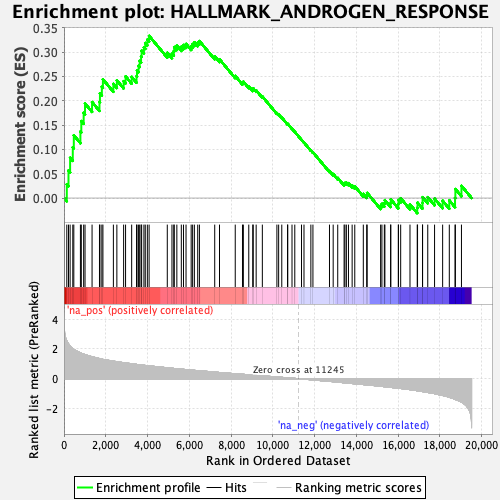 Enrichment plot: HALLMARK_ANDROGEN_RESPONSE
Enrichment score (ES)
0.35
0.30
0.25
0.20
0.15
0.10
0.05
0.00
'na_pos' (positively correlated)
Ranked list metric (PreRanked)
4
2
0
-2
Zero cross at 11245
'na_neg' (negatively correlated)
0
2,000
4,000
6,000
8,000
10,000
12,000
14,000
16,000
18,000
20,000
Rank in Ordered Dataset
Enrichment profile
Hits
Ranking metric scores